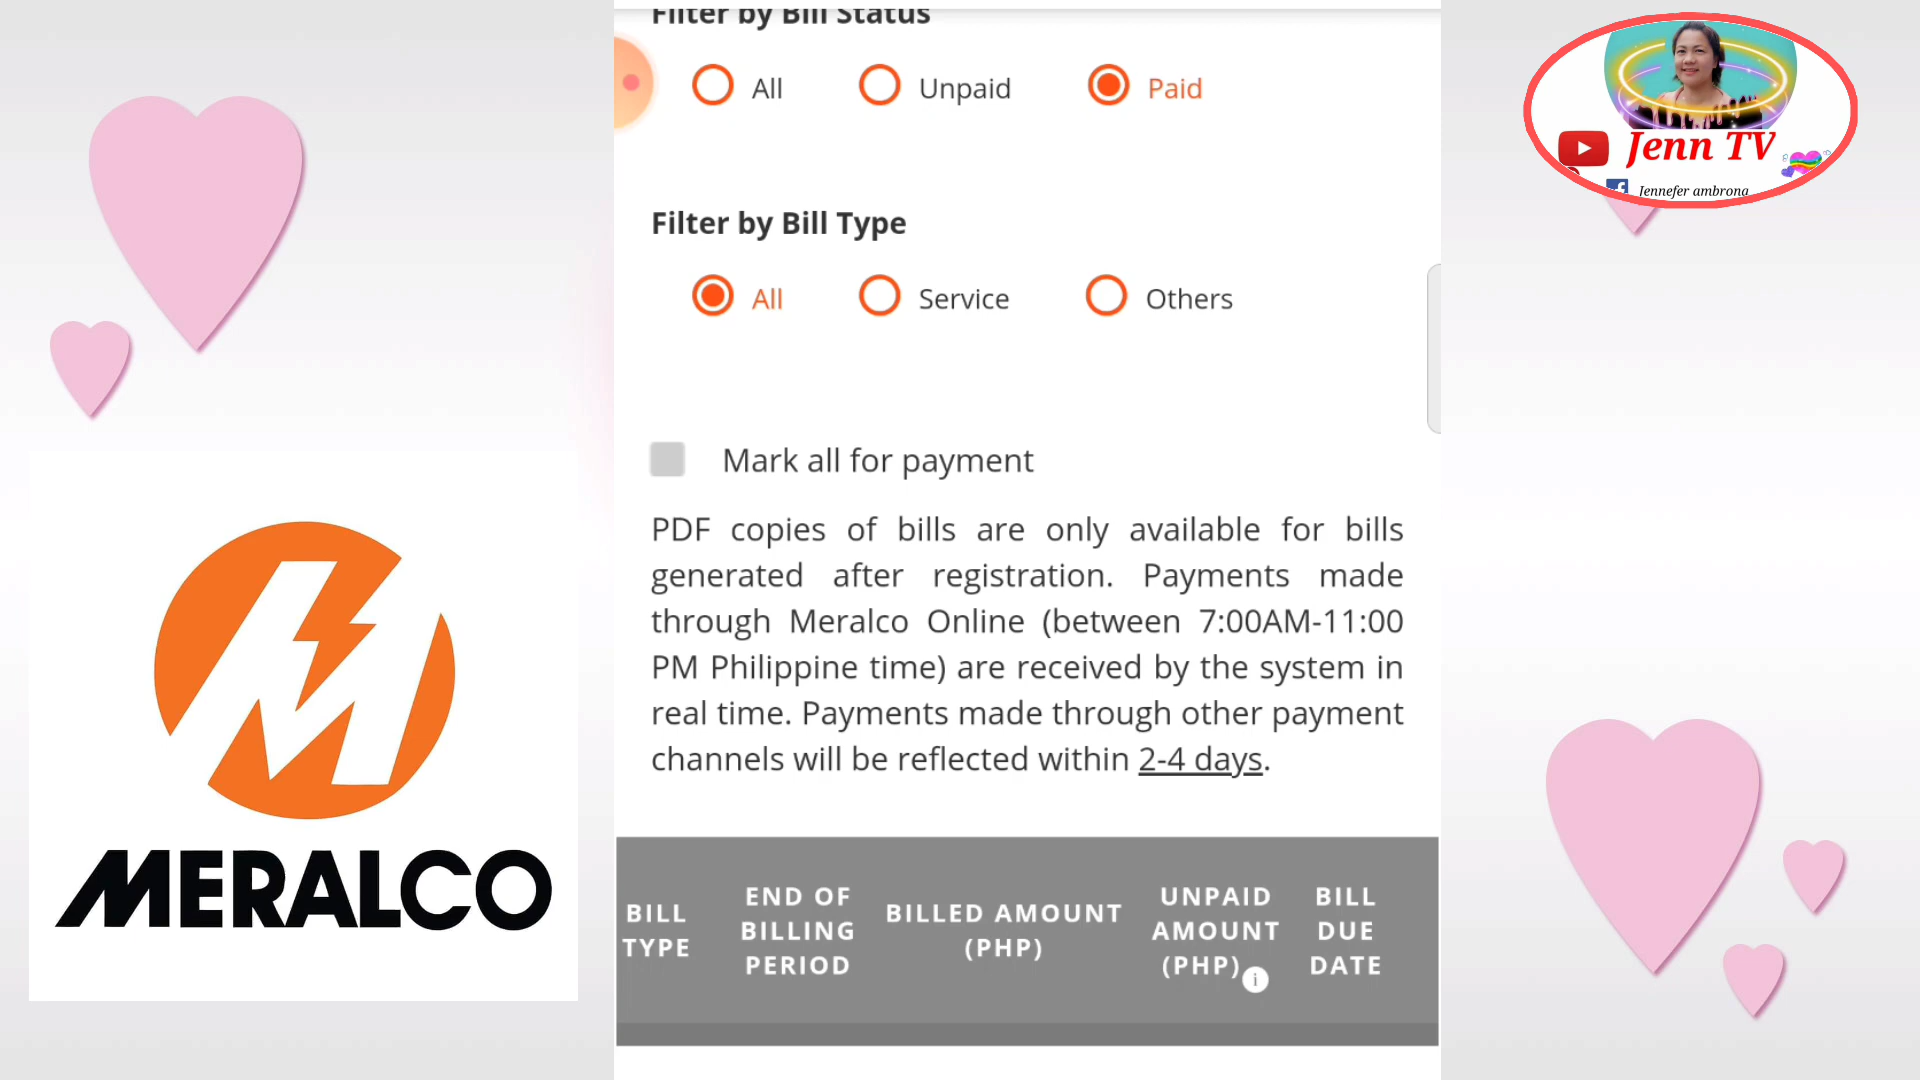 Filter by Bill Status
All Unpaid Paid
Filter by Bill Type
All Service Others
Mark all for payment
PDF copies of bills are only available for bills
generated after registration. Payments made
through Meralco Online (between 7:00AM-11:00
PM Philippine time) are received by the system in
real time. Payments made through other payment
channels will be reflected within 2-4 days.
BILL TYPE
END OF BILLING PERIOD
BILLED AMOUNT (PHP)
UNPAID AMOUNT (PHP) i
BILL DUE DATE
MERALCO
Jenn TV
Jennefer ambrona